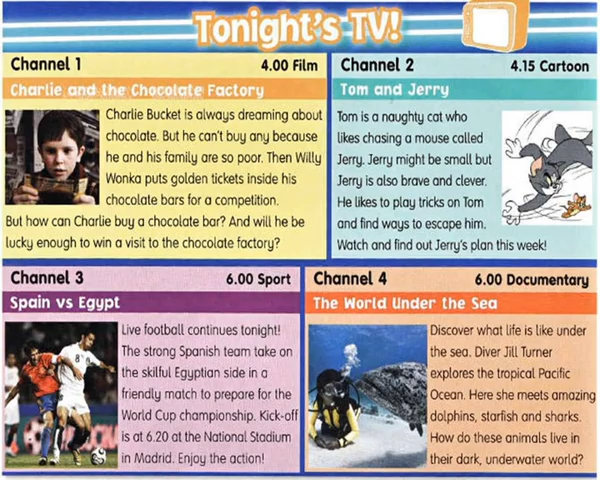 Tonight's TV!
Channel 1 4.00 Film
Charlie and the Chocolate Factory
Charlie Bucket is always dreaming about
chocolate. But he can't buy any because
he and his family are so poor. Then Willy
Wonka puts golden tickets inside his
chocolate bars for a competition.
But how can Charlie buy a chocolate bar? And will he be
lucky enough to win a visit to the chocolate factory?
Channel 2 4.15 Cartoon
Tom and Jerry
Tom is a naughty cat who
likes chasing a mouse called
Jerry. Jerry might be small but
Jerry is also brave and clever.
He likes to play tricks on Tom
and find ways to escape him.
Watch and find out Jerry's plan this week!
Channel 3 6.00 Sport
Spain vs Egypt
Live football continues tonight!
The strong Spanish team take on
the skilful Egyptian side in a
friendly match to prepare for the
World Cup championship. Kick-off
is at 6.20 at the National Stadium
in Madrid. Enjoy the action!
Channel 4 6.00 Documentary
The World Under the Sea
Discover what life is like under
the sea. Diver Jill Turner
explores the tropical Pacific
Ocean. Here she meets amazing
dolphins, starfish and sharks.
How do these animals live in
their dark, underwater world?